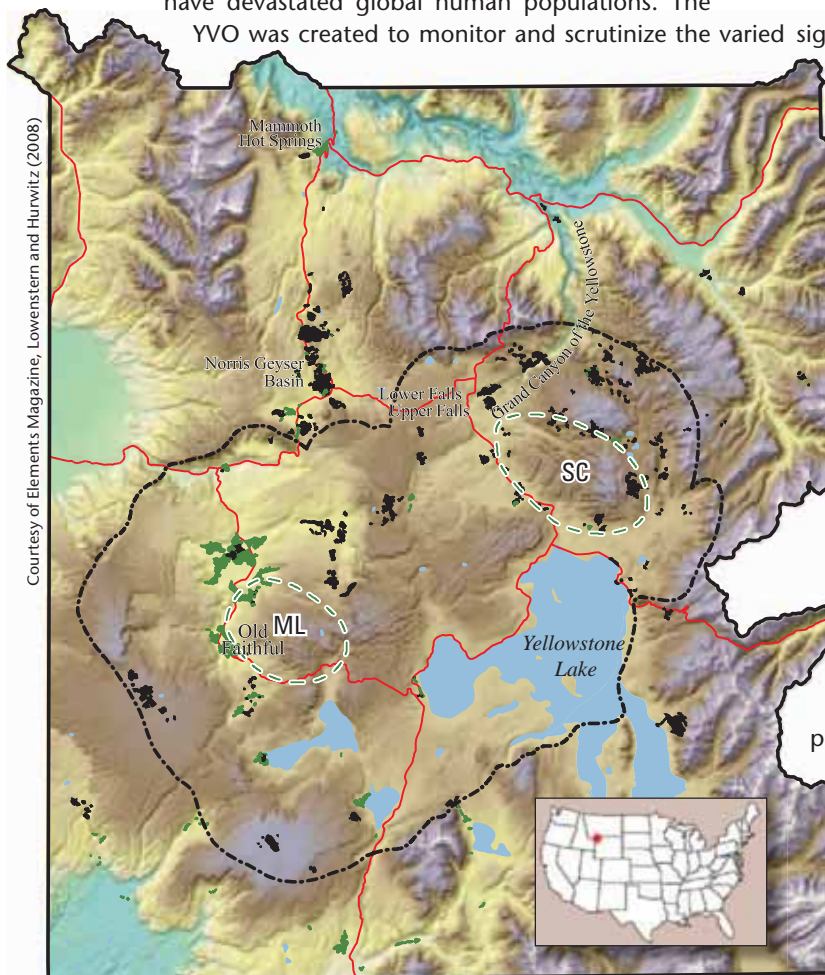 have devastated global human populations. The
YVO was created to monitor and scrutinize the varied sig
Courtesy of Elements Magazine, Lowenstern and Hurwitz (2008)
Mammoth
Hot Springs
Grand Canyon of the Yellowstone
Norris Geyser
Basin
Lower Falls
Upper Falls
SC
ML
Old
Faithful
Yellowstone
Lake
p